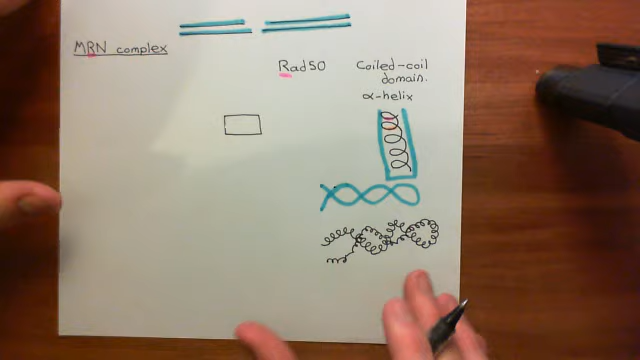 MRN complex
Rad50
Coiled-coil
domain.
α-helix